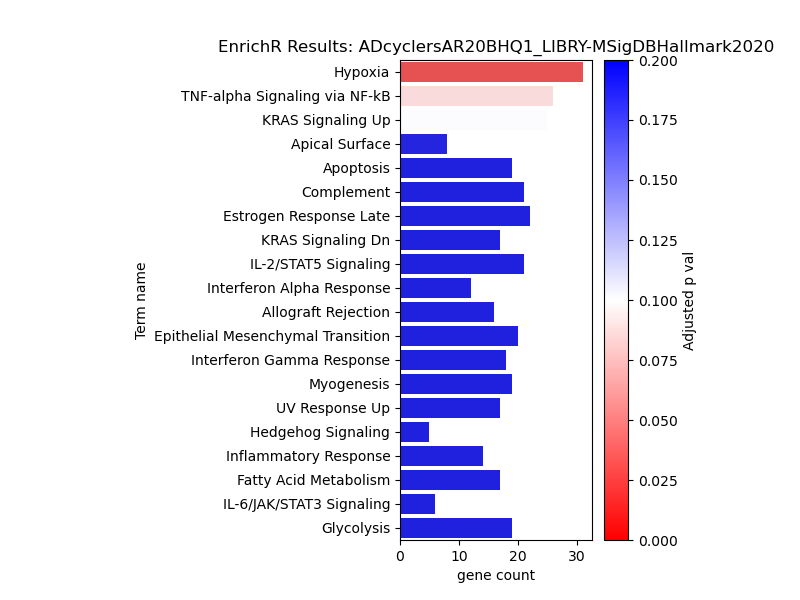 EnrichR Results: ADcyclersAR20BHQ1_LIBRY-MSigDBHallmark2020
Term name
Hypoxia
TNF-alpha Signaling via NF-kB
KRAS Signaling Up
Apical Surface
Apoptosis
Complement
Estrogen Response Late
KRAS Signaling Dn
IL-2/STAT5 Signaling
Interferon Alpha Response
Allograft Rejection
Epithelial Mesenchymal Transition
Interferon Gamma Response
Myogenesis
UV Response Up
Hedgehog Signaling
Inflammatory Response
Fatty Acid Metabolism
IL-6/JAK/STAT3 Signaling
Glycolysis
0 10 20 30
gene count
0.200
0.175
0.150
0.125
0.100
0.075
0.050
0.025
0.000
Adjusted p val